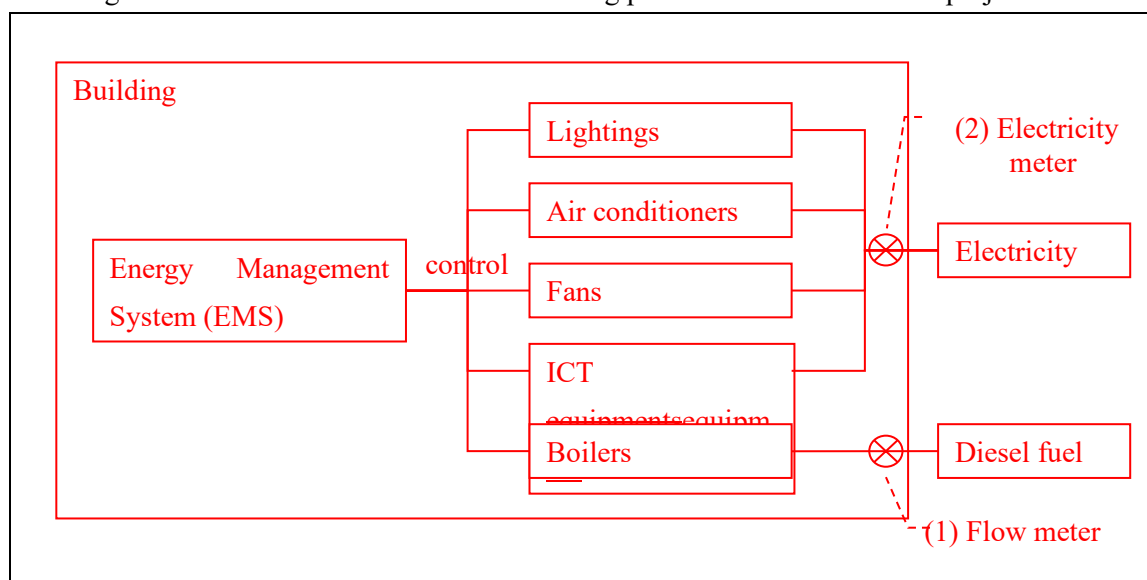 Building
Lightings
(2) Electricity
meter
Air conditioners
Electricity
Energy Management
System (EMS)
control
Fans
ICT
equipmentsequipm
Boilers
Diesel fuel
(1) Flow meter